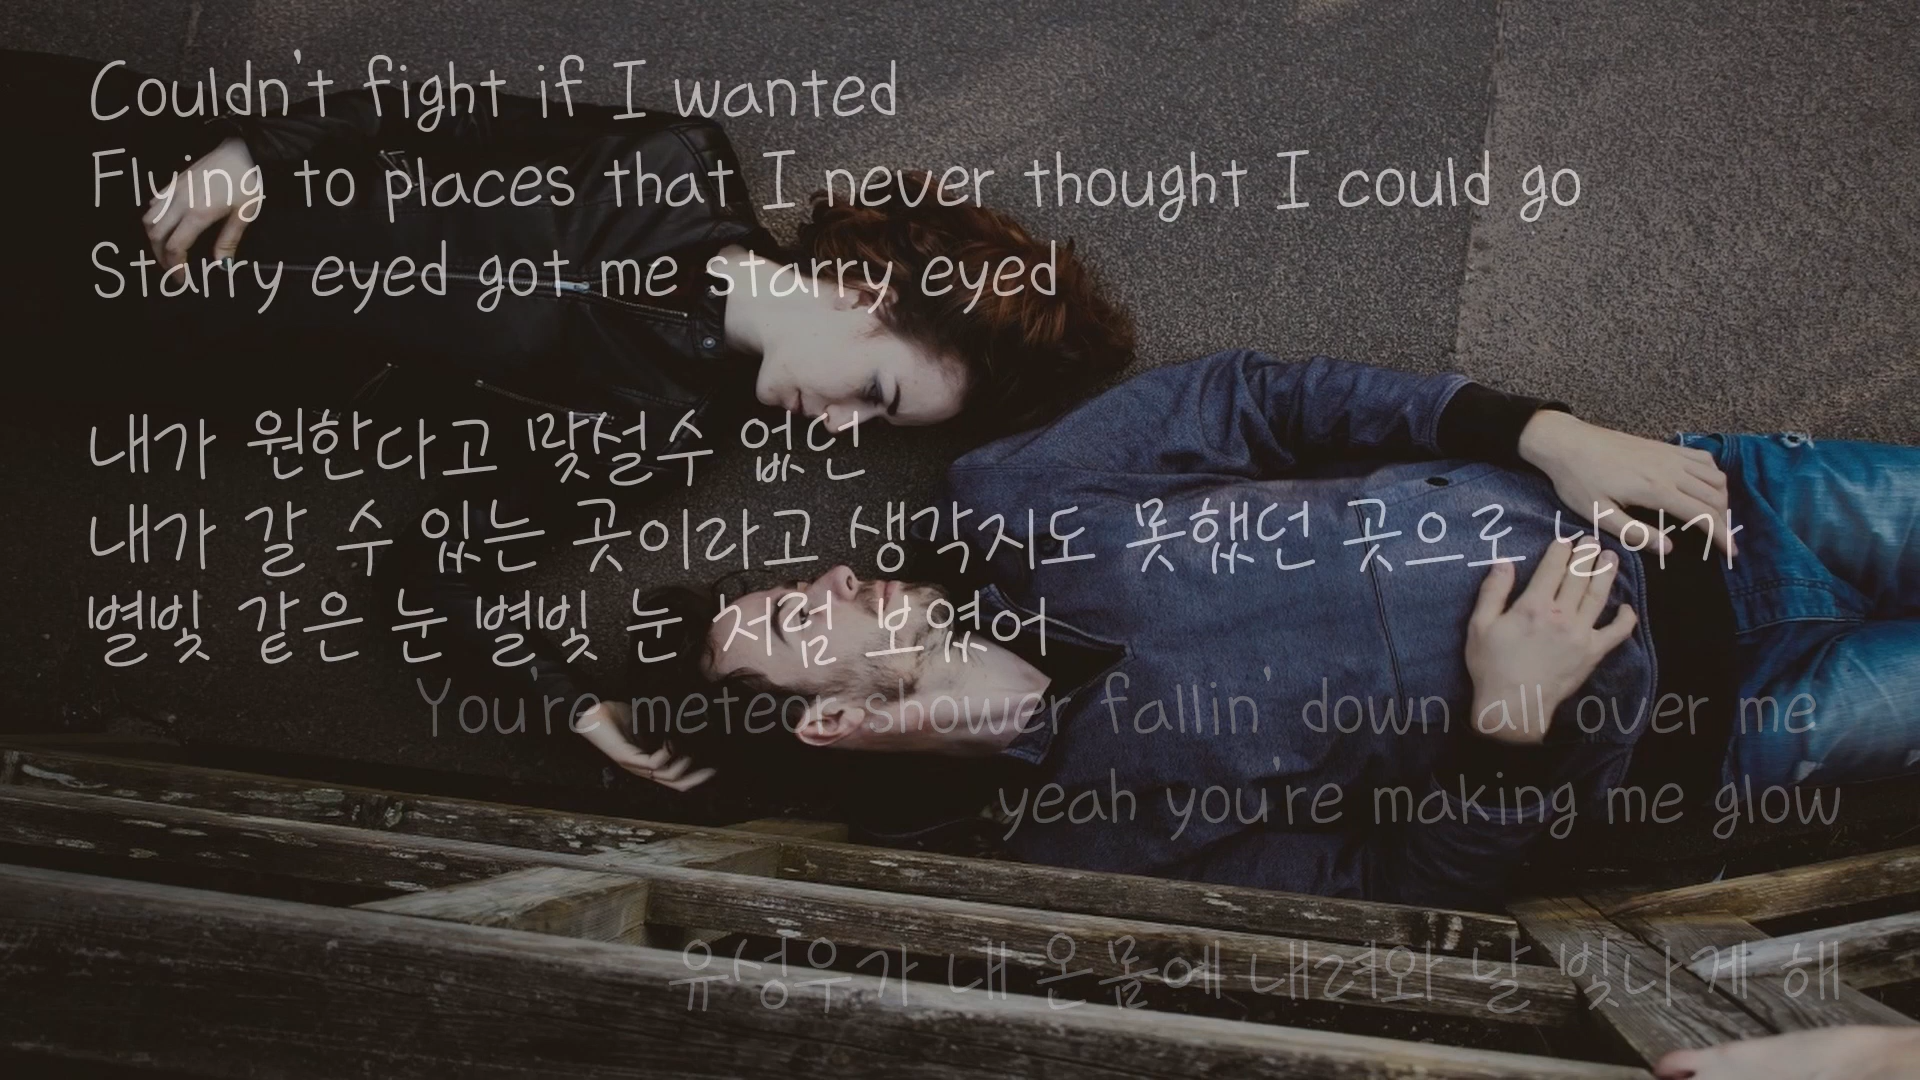 Couldn't fight if I wanted
Flying to places that I never thought I could go
Starry eyed got me starry eyed
내가 원한다고 맞설수 없던
내가 갈 수 있는 곳이라고 생각지도 못했던 곳으로 날아가
별빛 같은 눈 별빛 눈 처럼 보였어
You're meteor shower fallin' down all over me
yeah you're making me glow
유성우가 내 온몸에 내려와 날 빛나게 해